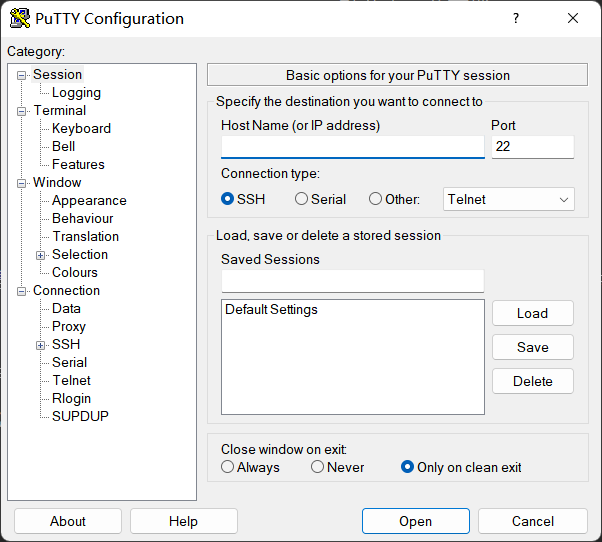 PuTTY Configuration ?
Category:
Session
Logging
Terminal
Keyboard
Bell
Features
Window
Appearance
Behaviour
Translation
Selection
Colours
Connection
Data
Proxy
SSH
Serial
Telnet
Rlogin
SUPDUP
Basic options for your PuTTY session
Specify the destination you want to connect to
Host Name (or IP address) Port
22
Connection type:
SSH Serial Other: Telnet
Load, save or delete a stored session
Saved Sessions
Default Settings
Load
Save
Delete
Close window on exit:
Always Never Only on clean exit
About Help Open Cancel